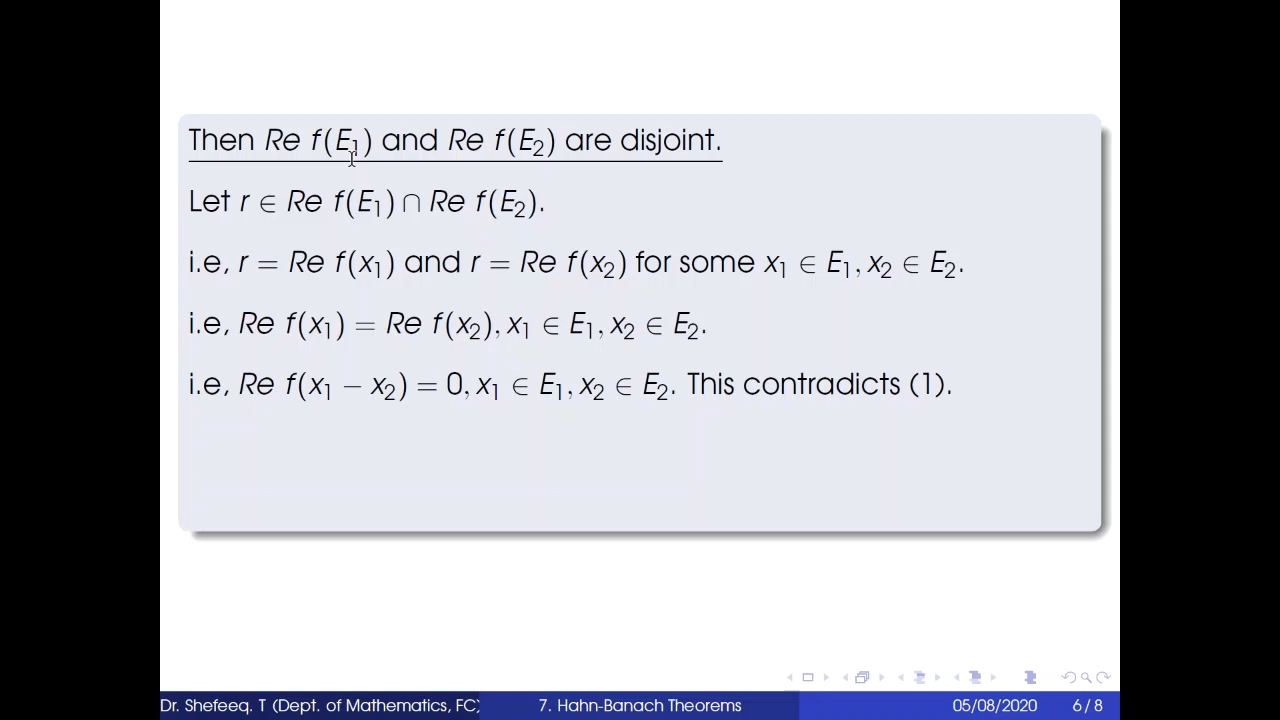 Then Re f(E₁) and Re f(E₂) are disjoint.
Let r ∈ Re f(E₁) ∩ Re f(E₂).
i.e, r = Re f(x₁) and r = Re f(x₂) for some x₁ ∈ E₁, x₂ ∈ E₂.
i.e, Re f(x₁) = Re f(x₂), x₁ ∈ E₁, x₂ ∈ E₂.
i.e, Re f(x₁ − x₂) = 0, x₁ ∈ E₁, x₂ ∈ E₂. This contradicts (1).
Dr. Shefeeq. T (Dept. of Mathematics, FC) 7. Hahn-Banach Theorems 05/08/2020 6 / 8